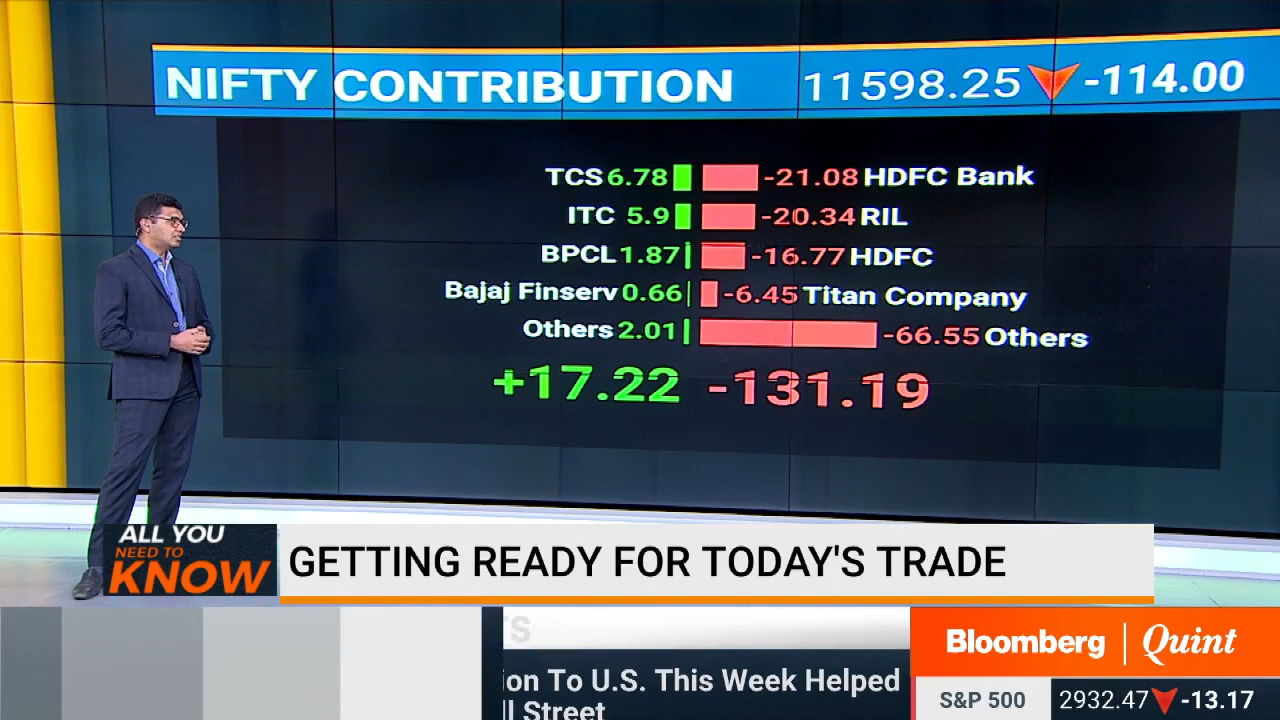 NIFTY CONTRIBUTION 11598.25 -114.00
TCS 6.78 -21.08 HDFC Bank
ITC 5.9 -20.34 RIL
BPCL 1.87 -16.77 HDFC
Bajaj Finserv 0.66 -6.45 Titan Company
Others 2.01 -66.55 Others
+17.22 -131.19
ALL YOU
NEED TO
KNOW
GETTING READY FOR TODAY'S TRADE
ion To U.S. This Week Helped
ll Street
Bloomberg | Quint
S&P 500 2932.47 -13.17